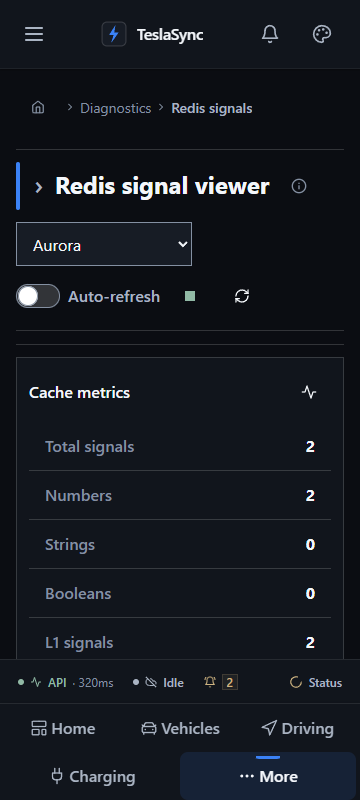 TeslaSync
Diagnostics Redis signals
Redis signal viewer
Aurora
Auto-refresh
Cache metrics
Total signals 2
Numbers 2
Strings 0
Booleans 0
L1 signals 2
API · 320ms Idle 2 Status
Home Vehicles Driving
Charging More